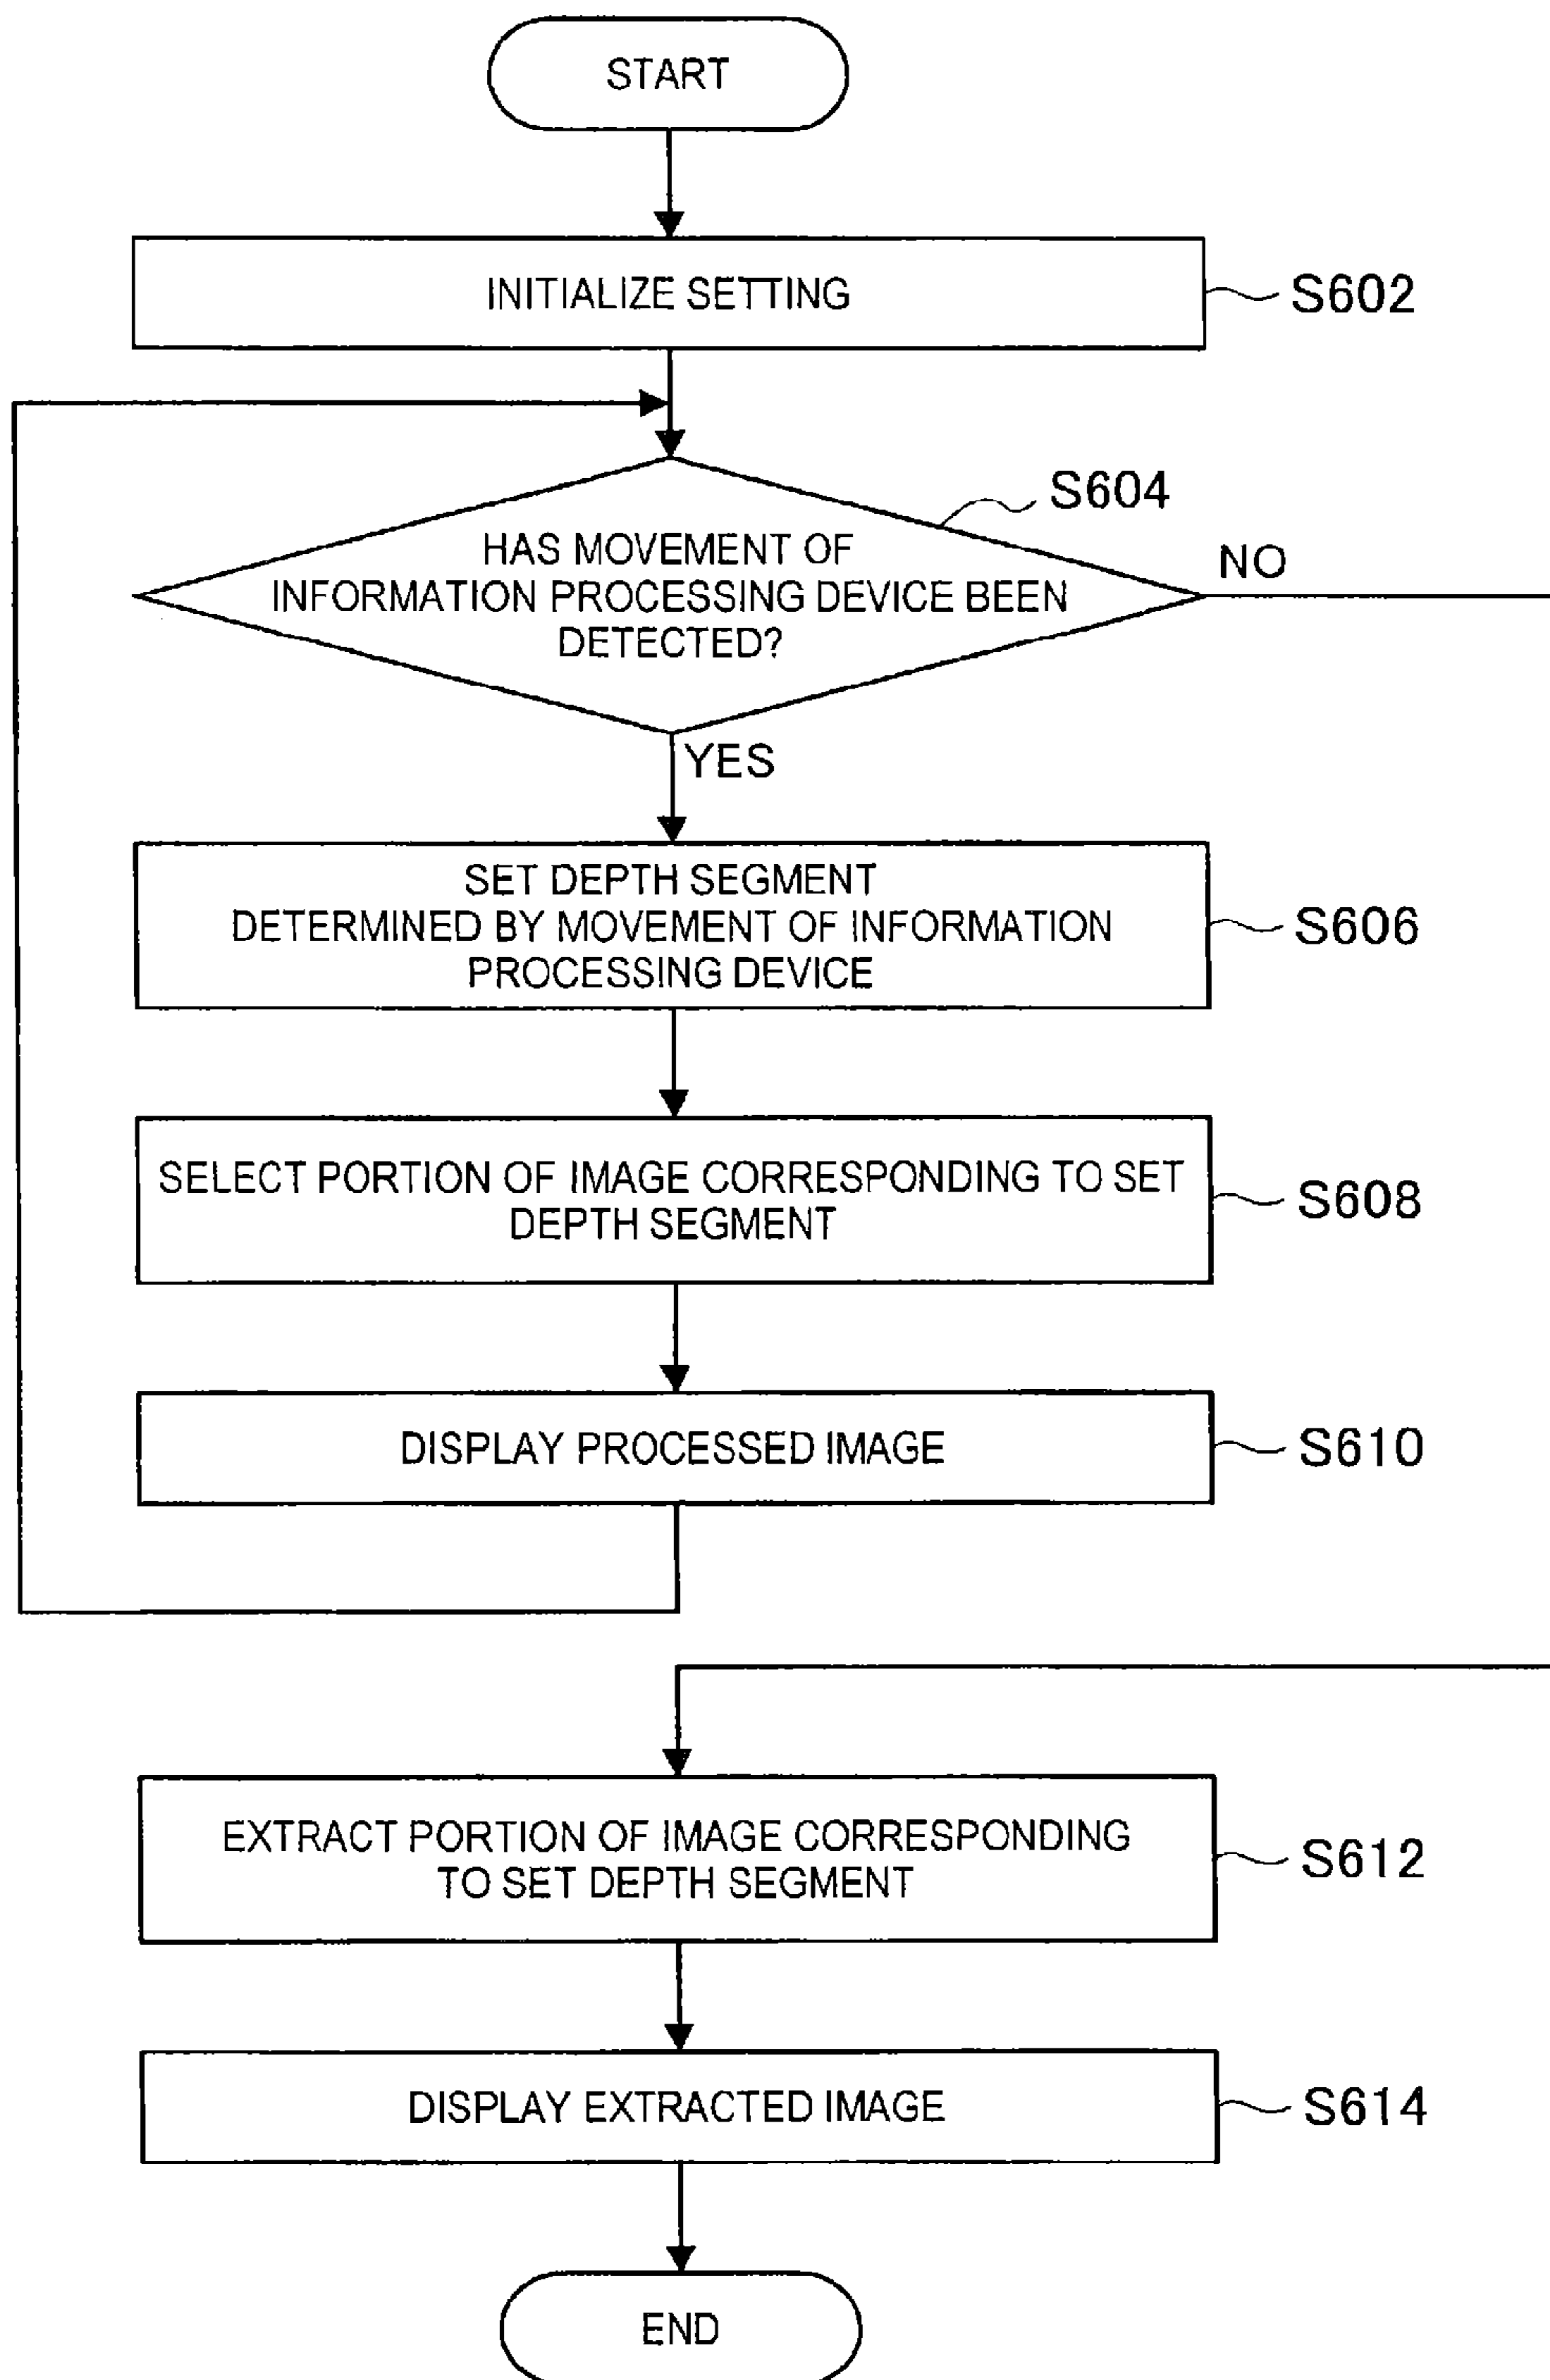 START
INITIALIZE SETTING
S602
S604
HAS MOVEMENT OF
INFORMATION PROCESSING DEVICE BEEN
DETECTED?
NO
YES
SET DEPTH SEGMENT
DETERMINED BY MOVEMENT OF INFORMATION
PROCESSING DEVICE
S606
SELECT PORTION OF IMAGE CORRESPONDING TO SET
DEPTH SEGMENT
S608
DISPLAY PROCESSED IMAGE
S610
EXTRACT PORTION OF IMAGE CORRESPONDING
TO SET DEPTH SEGMENT
S612
DISPLAY EXTRACTED IMAGE
S614
END